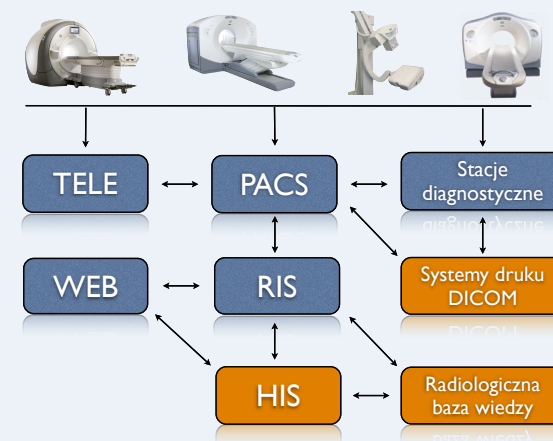 TELE
PACS
Stacje
diagnostyczne
WEB
RIS
Systemy druku
DICOM
HIS
Radiologiczna
baza wiedzy